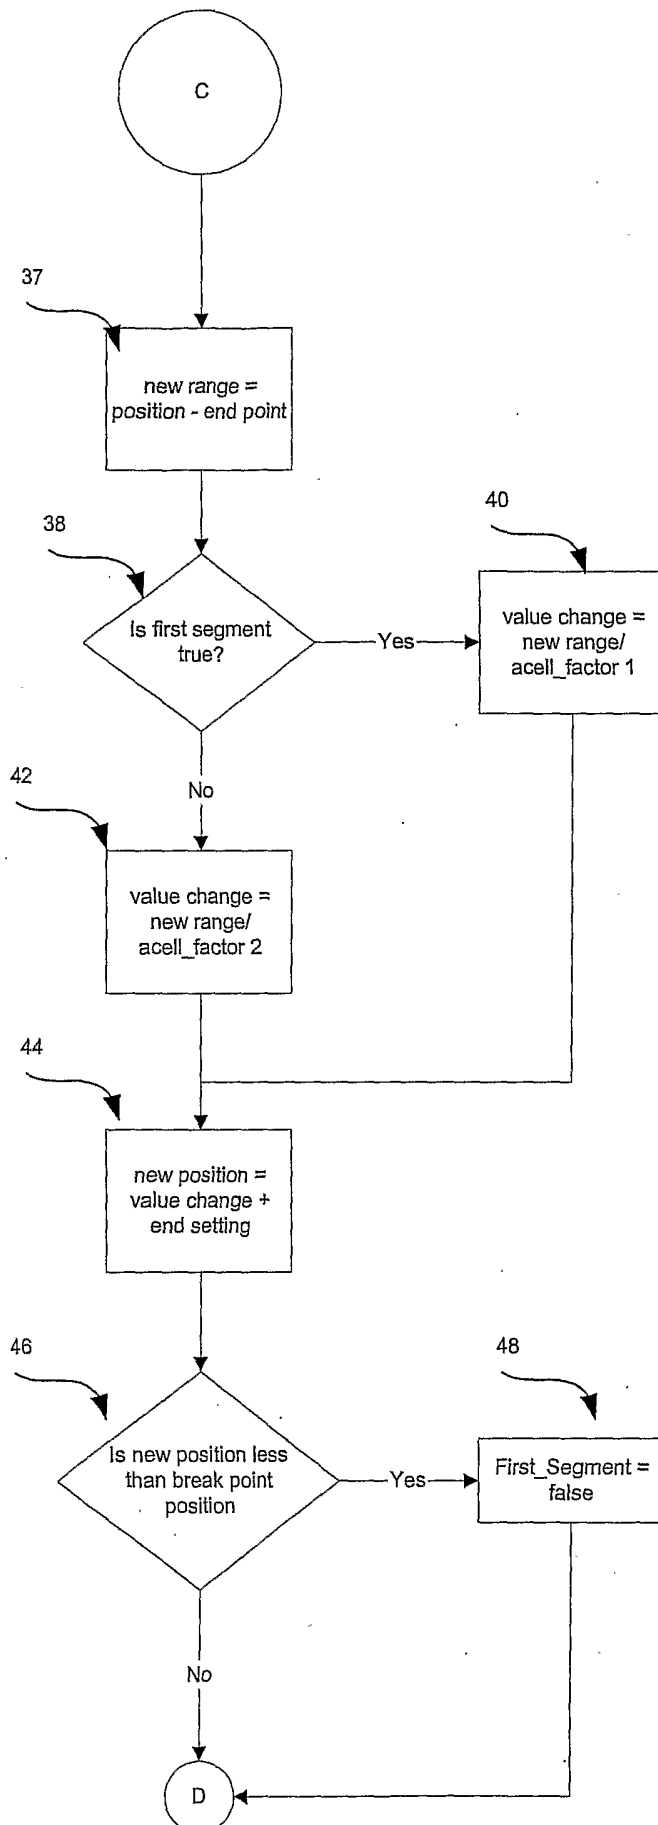 C
37
new range =
position - end point
38
Is first segment
true?
Yes
40
value change =
new range/
acell_factor 1
No
42
value change =
new range/
acell_factor 2
44
new position =
value change +
end setting
46
Is new position less
than break point
position
Yes
48
First_Segment =
false
No
D